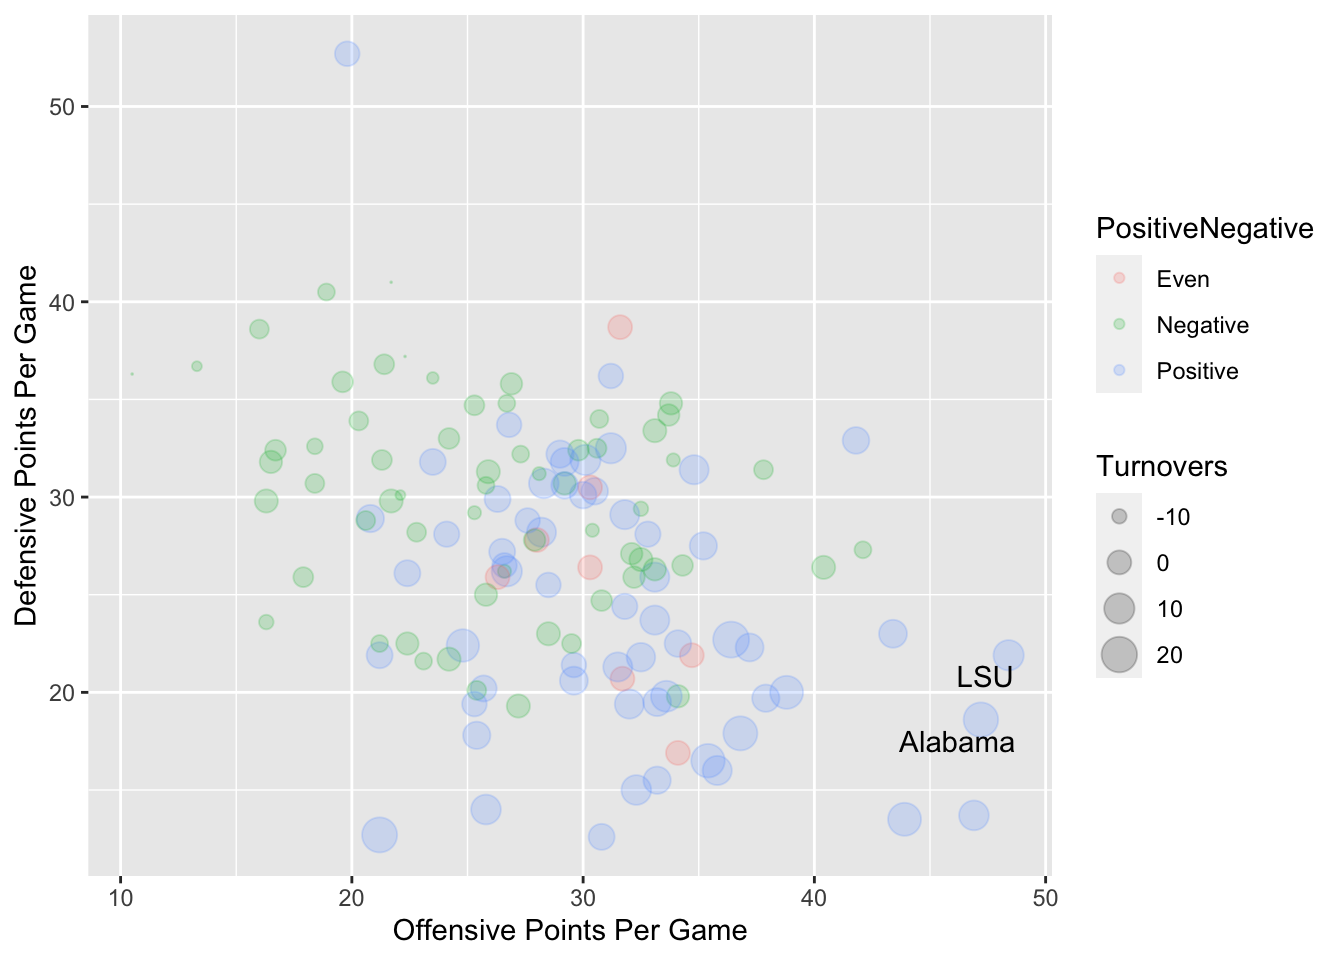 50
40
30
20
Defensive Points Per Game
10
20
30
40
50
Offensive Points Per Game
LSU
Alabama
PositiveNegative
Even
Negative
Positive
Turnovers
-10
0
10
20